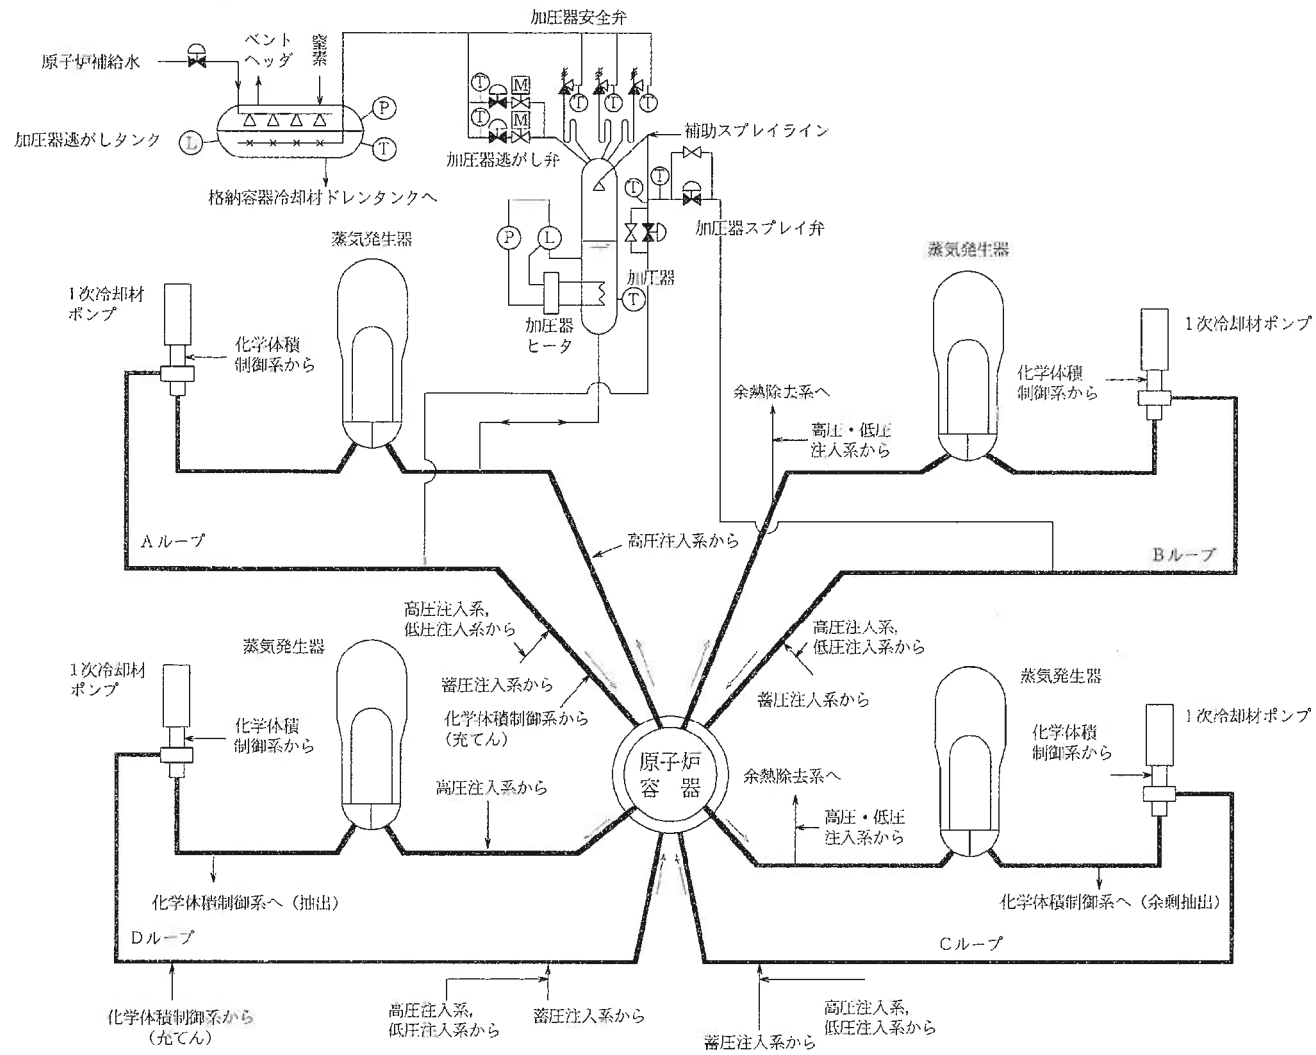 加圧器安全弁
ベント
ヘッダ
窒素
原子炉補給水
P
T
M
T
M
T
T
T
加圧器逃がしタンク
L
T
加圧器逃がし弁
補助スプレイライン
格納容器冷却材ドレンタンクへ
T
T
加圧器スプレイ弁
蒸気発生器
P
L
加圧器
T
加圧器
ヒータ
蒸気発生器
1次冷却材
ポンプ
化学体積
制御系から
1次冷却材ポンプ
化学体積
制御系から
余熱除去系へ
高圧・低圧
注入系から
Aループ
高圧注入系から
Bループ
高圧注入系,
低圧注入系から
高圧注入系,
低圧注入系から
蒸気発生器
1次冷却材
ポンプ
蓄圧注入系から
蓄圧注入系から
蒸気発生器
化学体積制御系から
(充てん)
化学体積
制御系から
1次冷却材ポンプ
化学体積
制御系から
原子炉
容器
高圧注入系から
余熱除去系へ
高圧・低圧
注入系から
化学体積制御系へ(抽出)
化学体積制御系へ(余剰抽出)
Dループ
Cループ
化学体積制御系から
(充てん)
高圧注入系,
低圧注入系から
蓄圧注入系から
蓄圧注入系から
高圧注入系,
低圧注入系から